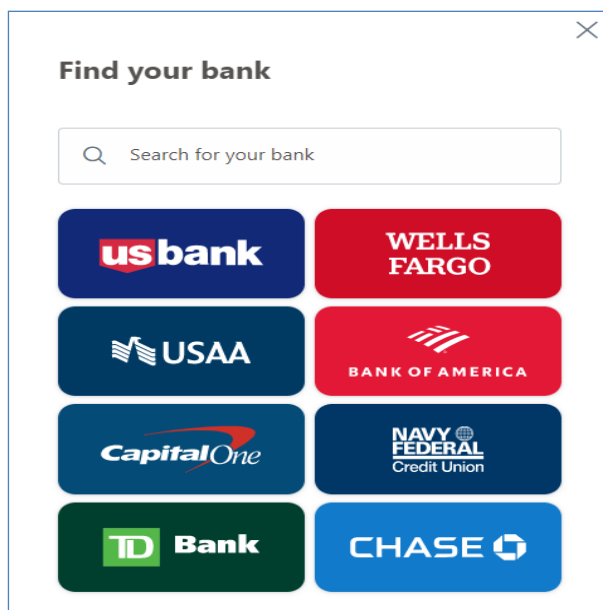 Find your bank
Search for your bank
usbank
WELLS
FARGO
USAA
BANK OF AMERICA
CapitalOne
NAVY
FEDERAL
Credit Union
TD Bank
CHASE